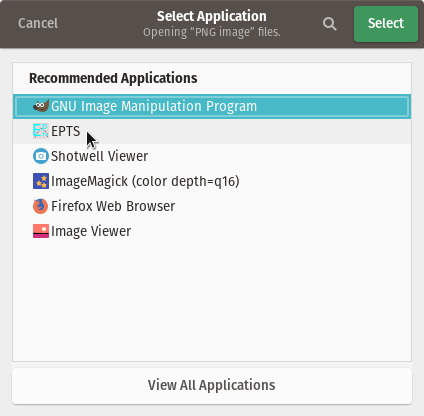 Cancel
Select Application
Opening “PNG image” files.
Select
Recommended Applications
GNU Image Manipulation Program
EPTS
Shotwell Viewer
ImageMagick (color depth=q16)
Firefox Web Browser
Image Viewer
View All Applications